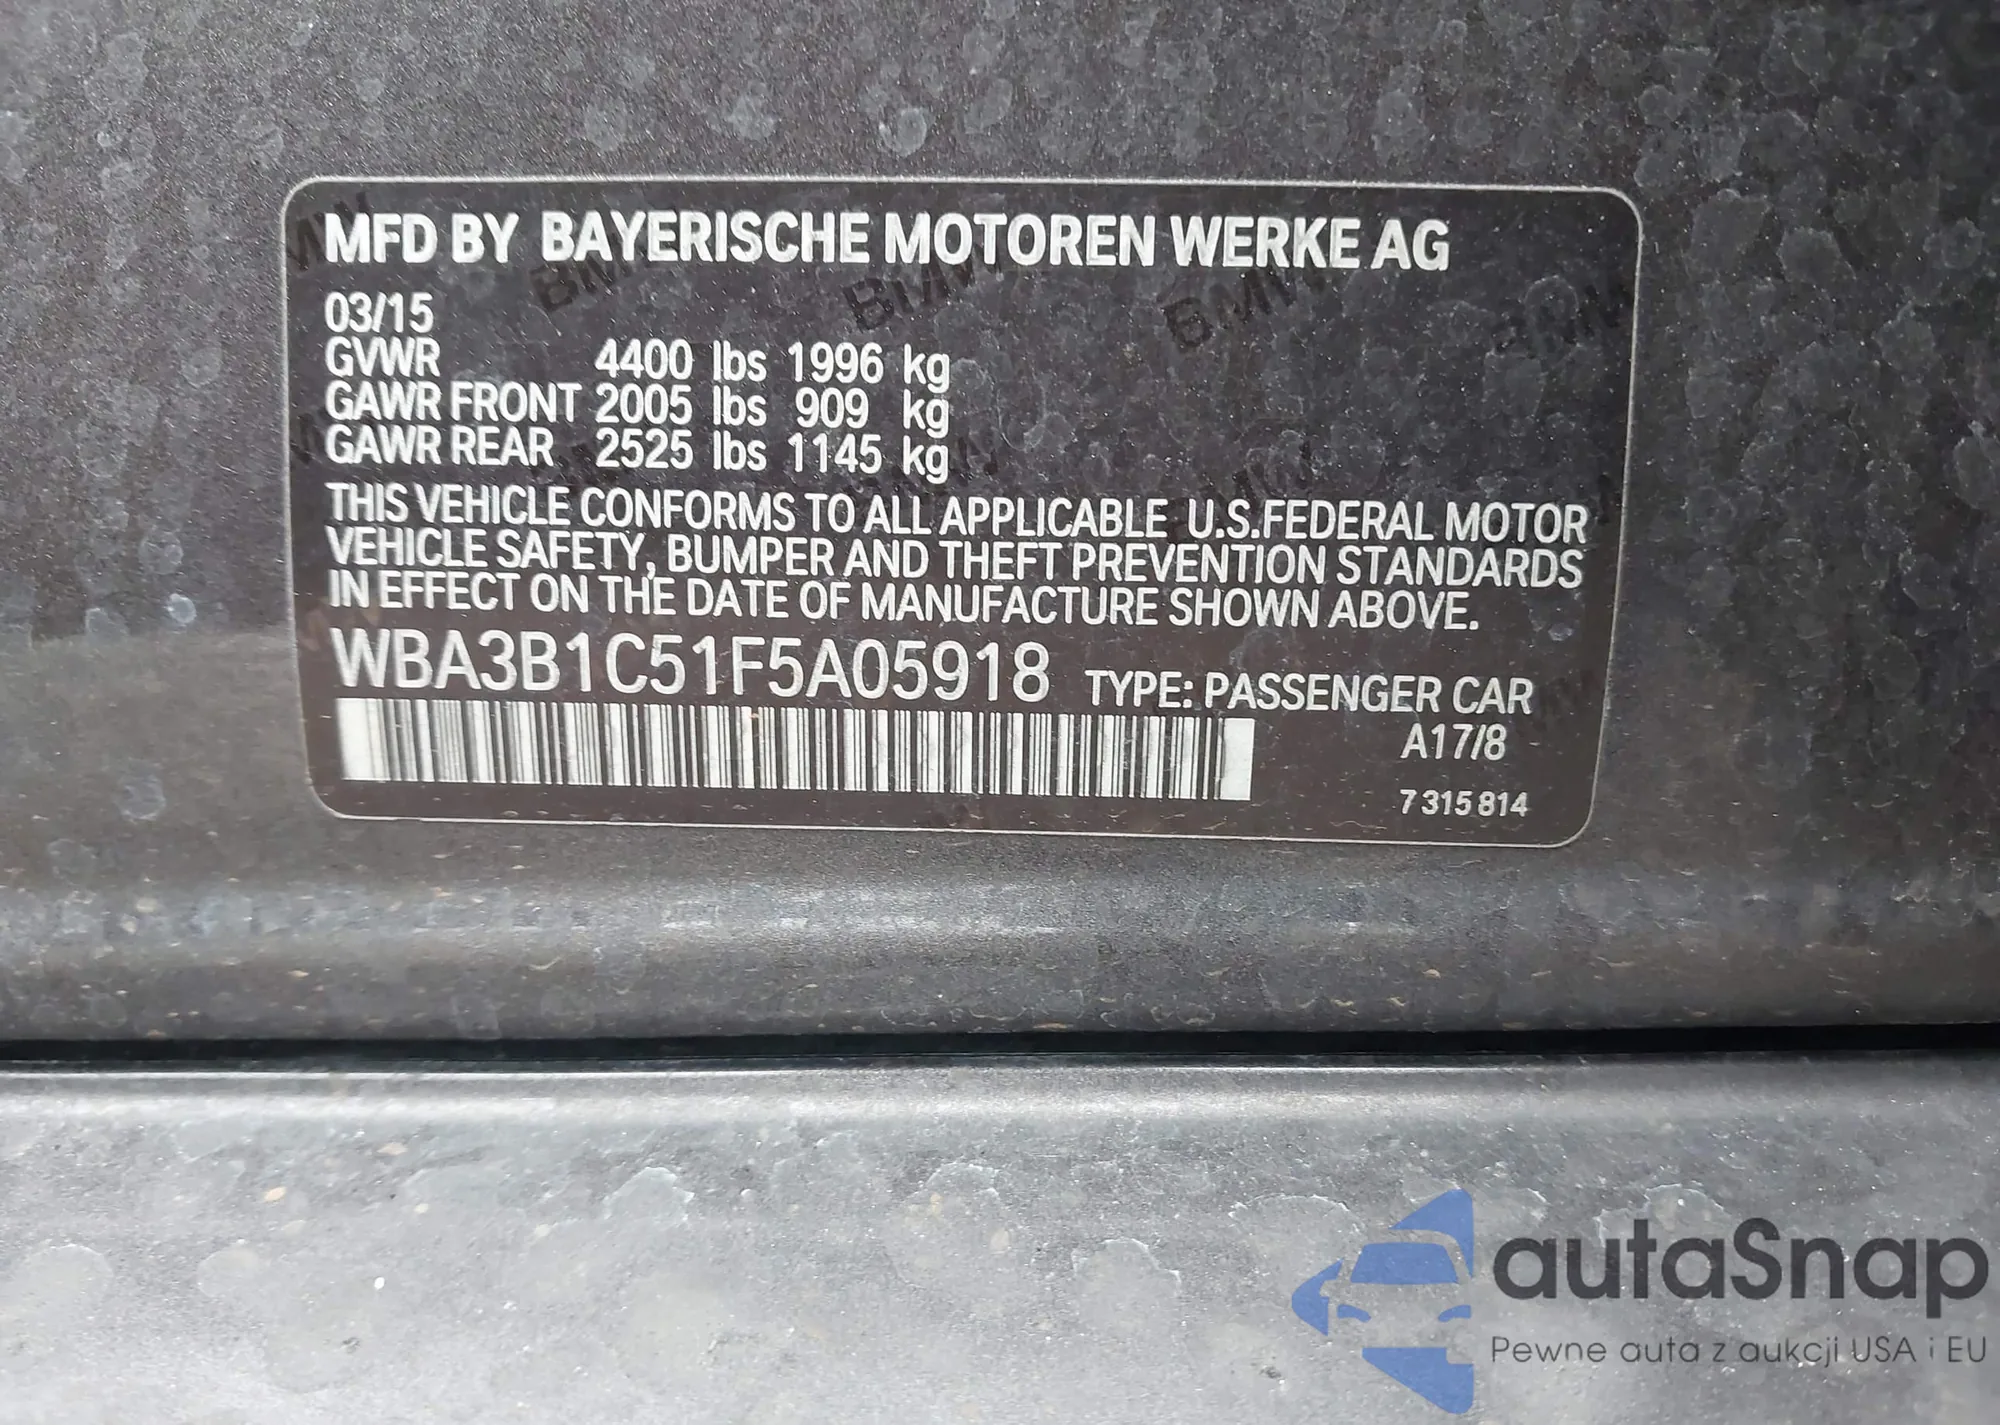 MFD BY BAYERISCHE MOTOREN WERKE AG
03/15
GVWR 4400 lbs 1996 kg
GAWR FRONT 2005 lbs 909 kg
GAWR REAR 2525 lbs 1145 kg
THIS VEHICLE CONFORMS TO ALL APPLICABLE U.S.FEDERAL MOTOR
VEHICLE SAFETY, BUMPER AND THEFT PREVENTION STANDARDS
IN EFFECT ON THE DATE OF MANUFACTURE SHOWN ABOVE.
WBA3B1C51F5A05918 TYPE: PASSENGER CAR
A17/8
7 315 814
autaSnap
Pewne auta z aukcji USA i EU